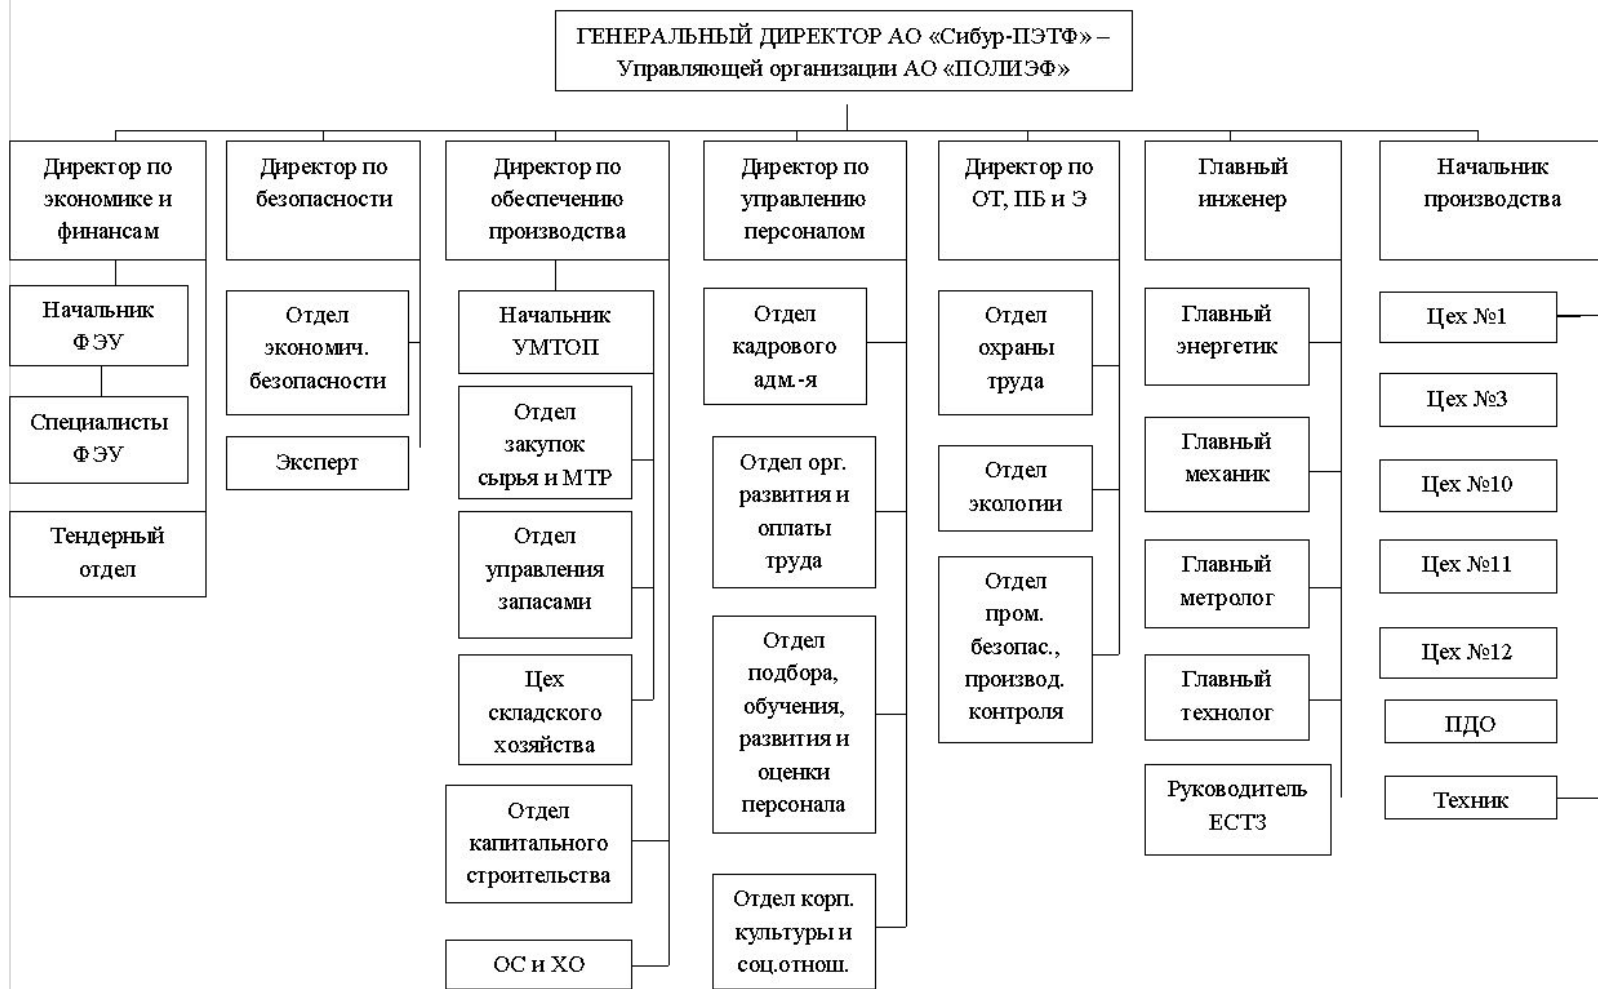 ГЕНЕРАЛЬНЫЙ ДИРЕКТОР АО «Сибур-ПЭТФ» –
Управляющей организации АО «ПОЛИЭФ»
Директор по
экономике и
финансам
Начальник
ФЭУ
Специалисты
ФЭУ
Тендерный
отдел
Директор по
безопасности
Отдел
экономич.
безопасности
Эксперт
Директор по
обеспечению
производства
Начальник
УМТОП
Отдел
закупок
сырья и МТР
Отдел
управления
запасами
Цех
складского
хозяйства
Отдел
капитального
строительства
ОС и ХО
Директор по
управлению
персоналом
Отдел
кадрового
адм.-я
Отдел орг.
развития и
оплаты
труда
Отдел
подбора,
обучения,
развития и
оценки
персонала
Отдел корп.
культуры и
соц.отнош.
Директор по
ОТ, ПБ и Э
Отдел
охраны
труда
Отдел
экологии
Отдел
пром.
безопас.,
производ.
контроля
Главный
инженер
Главный
энергетик
Главный
механик
Главный
метролог
Главный
технолог
Руководитель
ЕСТЗ
Начальник
производства
Цех №1
Цех №3
Цех №10
Цех №11
Цех №12
ПДО
Техник